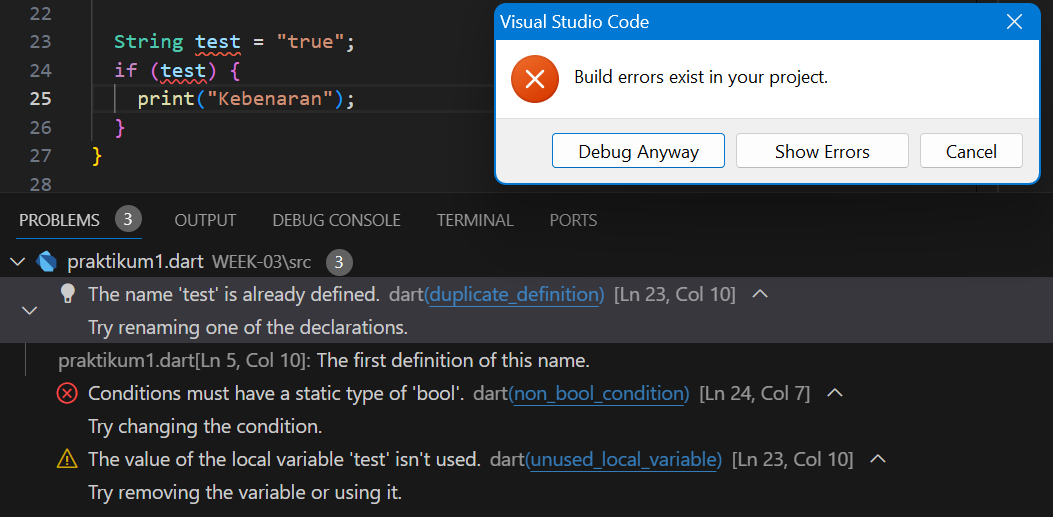 22
23 String test = "true";
24 if (test) {
25 print("Kebenaran");
26 }
27 }
28
Visual Studio Code
Build errors exist in your project.
Debug Anyway Show Errors Cancel
PROBLEMS 3 OUTPUT DEBUG CONSOLE TERMINAL PORTS
praktikum1.dart WEEK-03\src 3
The name 'test' is already defined. dart(duplicate_definition) [Ln 23, Col 10]
Try renaming one of the declarations.
praktikum1.dart[Ln 5, Col 10]: The first definition of this name.
Conditions must have a static type of 'bool'. dart(non_bool_condition) [Ln 24, Col 7]
Try changing the condition.
The value of the local variable 'test' isn't used. dart(unused_local_variable) [Ln 23, Col 10]
Try removing the variable or using it.